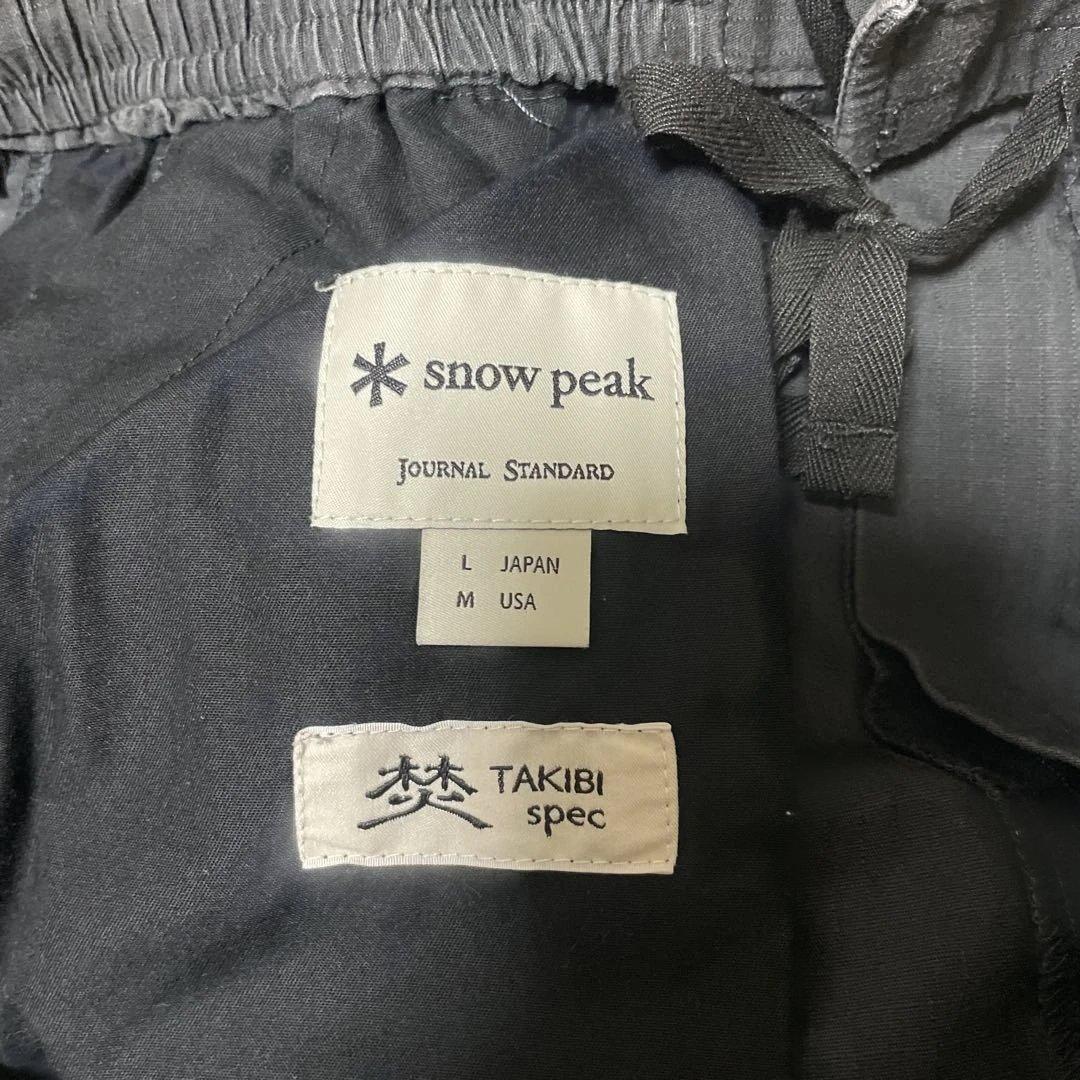 snow peak
JOURNAL STANDARD
L JAPAN
M USA
焚 TAKIBI
spec